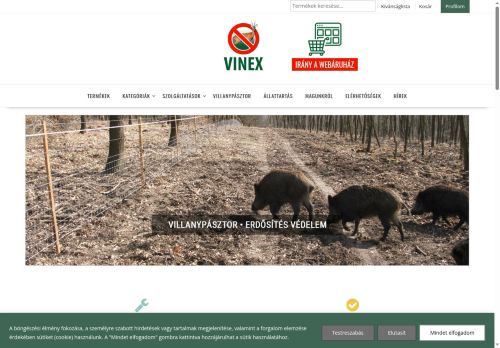 Termékek keresése...
Kívánságlista
Kosár
Profilom
VINEX
IRÁNY A WEBÁRUHÁZ
TERMÉKEK
KATEGÓRIÁK
SZOLGÁLTATÁSOK
VILLANYPÁSZTOR
ÁLLATTARTÁS
MAGUNKRÓL
ELÉRHETŐSÉGEK
HÍREK
VILLANYPÁSZTOR - ERDŐSÍTÉS VÉDELEM
A böngészési élmény fokozása, a személyre szabott hirdetések vagy tartalmak megjelenítése, valamint a forgalom elemzése
érdekében sütiket (cookie) használunk. A "Mindet elfogadom" gombra kattintva hozzájárulhat a sütik használatához.
Testreszabás
Elutasít
Mindet elfogadom